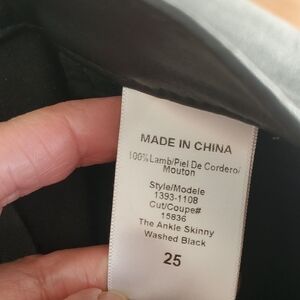 MADE IN CHINA
100%Lamb/Piel De Cordero/
Mouton
Style/Modele
1393-1108
Cut/Coupe#
15836
The Ankle Skinny
Washed Black
25